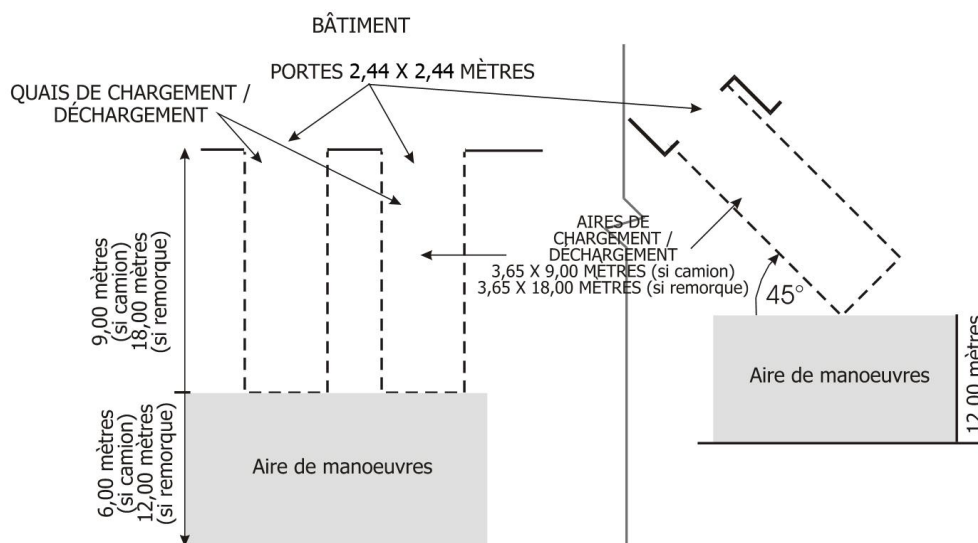 BÂTIMENT
PORTES 2,44 X 2,44 MÈTRES
QUAIS DE CHARGEMENT /
DÉCHARGEMENT
9,00 mètres
(si camion)
18,00 mètres
(si remorque)
AIRES DE
CHARGEMENT /
DÉCHARGEMENT
3,65 X 9,00 MÈTRES (si camion)
3,65 X 18,00 MÈTRES (si remorque)
45°
6,00 mètres
(si camion)
12,00 mètres
(si remorque)
Aire de manoeuvres
Aire de manoeuvres
12,00 mètres